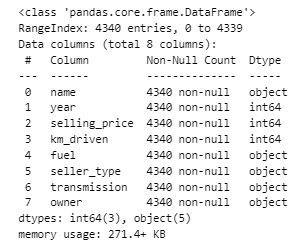 <class 'pandas.core.frame.DataFrame'>
RangeIndex: 4340 entries, 0 to 4339
Data columns (total 8 columns):
 #   Column         Non-Null Count  Dtype
---  ------         --------------  -----
 0   name           4340 non-null   object
 1   year           4340 non-null   int64
 2   selling_price  4340 non-null   int64
 3   km_driven      4340 non-null   int64
 4   fuel           4340 non-null   object
 5   seller_type    4340 non-null   object
 6   transmission   4340 non-null   object
 7   owner          4340 non-null   object
dtypes: int64(3), object(5)
memory usage: 271.4+ KB